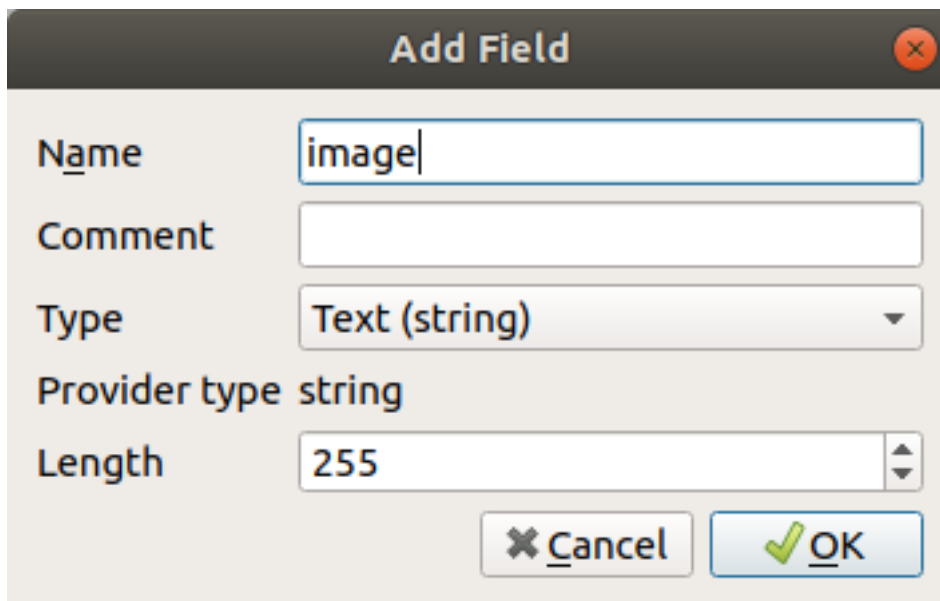 Add Field
Name image
Comment
Type Text (string)
Provider type string
Length 255
Cancel OK